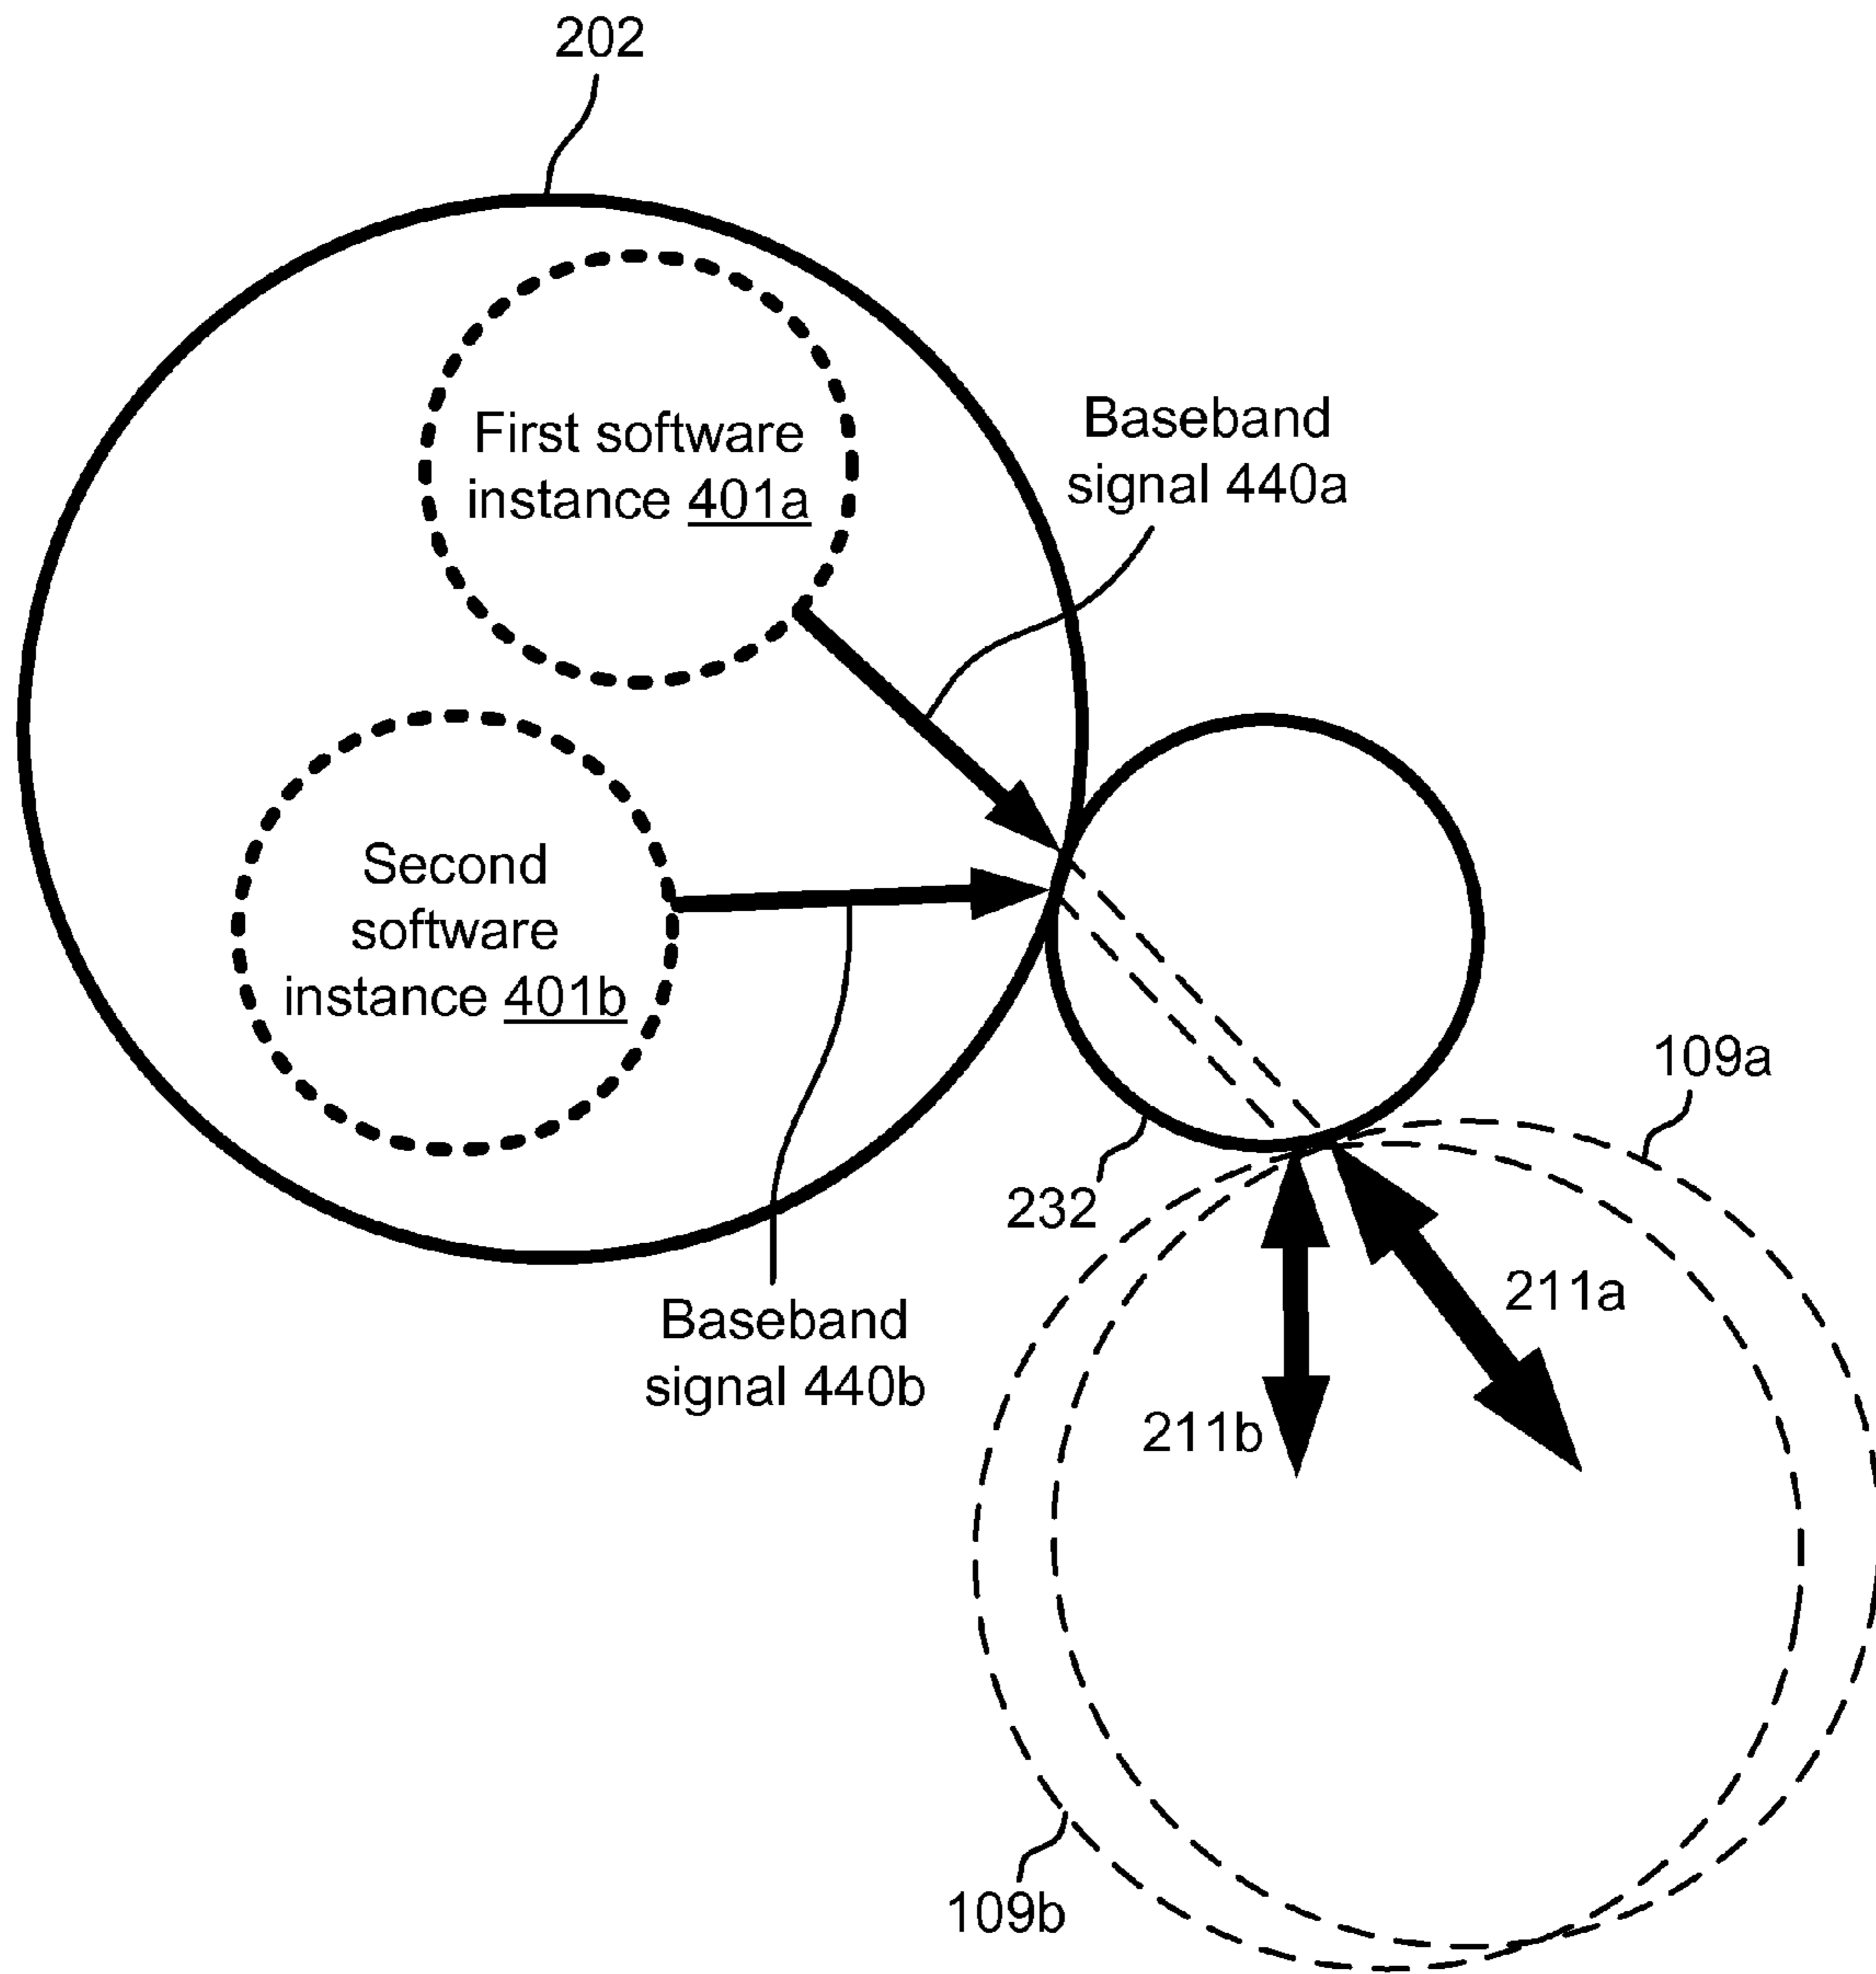 202
First software
instance 401a
Baseband
signal 440a
Second
software
instance 401b
109a
232
211a
Baseband
signal 440b
211b
109b